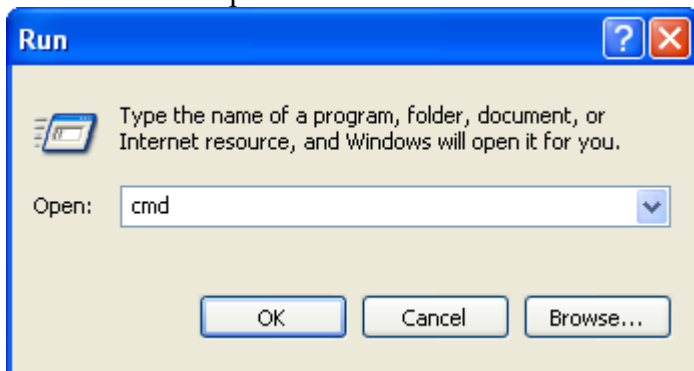 Run
Type the name of a program, folder, document, or
Internet resource, and Windows will open it for you.
Open: cmd
OK Cancel Browse...